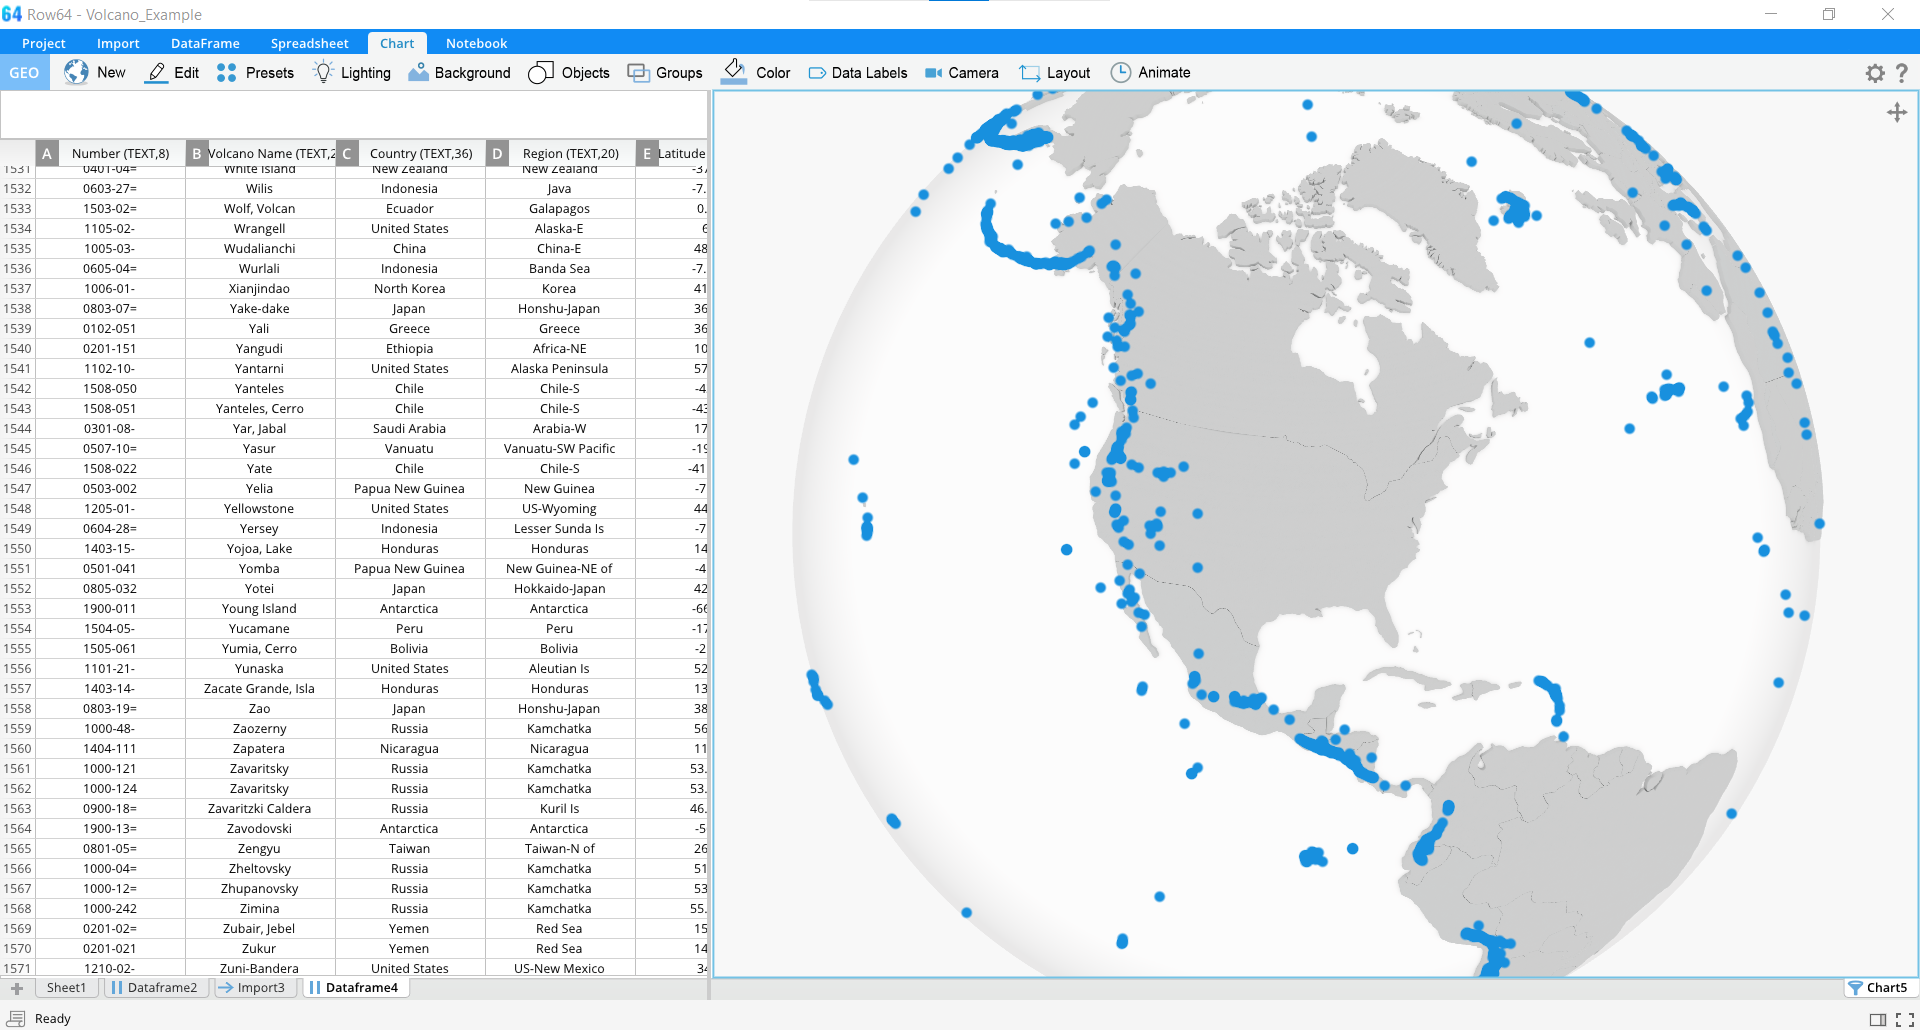 64 Row64 - Volcano_Example
Project Import DataFrame Spreadsheet Chart Notebook
GEO New Edit Presets Lighting Background Objects Groups Color Data Labels Camera Layout Animate ?
A Number (TEXT,8) B Volcano Name (TEXT,2 C Country (TEXT,36) D Region (TEXT,20) E Latitude
1531 0401-04= White Island New Zealand New Zealand -37
1532 0603-27= Wilis Indonesia Java -7.
1533 1503-02= Wolf, Volcan Ecuador Galapagos 0.
1534 1105-02- Wrangell United States Alaska-E 6
1535 1005-03- Wudalianchi China China-E 48
1536 0605-04= Wurlali Indonesia Banda Sea -7.
1537 1006-01- Xianjindao North Korea Korea 41
1538 0803-07= Yake-dake Japan Honshu-Japan 36
1539 0102-051 Yali Greece Greece 36
1540 0201-151 Yangudi Ethiopia Africa-NE 10
1541 1102-10- Yantarni United States Alaska Peninsula 57
1542 1508-050 Yanteles Chile Chile-S -4
1543 1508-051 Yanteles, Cerro Chile Chile-S -43
1544 0301-08- Yar, Jabal Saudi Arabia Arabia-W 17
1545 0507-10= Yasur Vanuatu Vanuatu-SW Pacific -19
1546 1508-022 Yate Chile Chile-S -41
1547 0503-002 Yelia Papua New Guinea New Guinea -7
1548 1205-01- Yellowstone United States US-Wyoming 44
1549 0604-28= Yersey Indonesia Lesser Sunda Is -7
1550 1403-15- Yojoa, Lake Honduras Honduras 14
1551 0501-041 Yomba Papua New Guinea New Guinea-NE of -4
1552 0805-032 Yotei Japan Hokkaido-Japan 42
1553 1900-011 Young Island Antarctica Antarctica -66
1554 1504-05- Yucamane Peru Peru -17
1555 1505-061 Yumia, Cerro Bolivia Bolivia -2
1556 1101-21- Yunaska United States Aleutian Is 52
1557 1403-14- Zacate Grande, Isla Honduras Honduras 13
1558 0803-19= Zao Japan Honshu-Japan 38
1559 1000-48- Zaozerny Russia Kamchatka 56
1560 1404-111 Zapatera Nicaragua Nicaragua 11
1561 1000-121 Zavaritsky Russia Kamchatka 53.
1562 1000-124 Zavaritsky Russia Kamchatka 53.
1563 0900-18= Zavaritzki Caldera Russia Kuril Is 46.
1564 1900-13= Zavodovski Antarctica Antarctica -5
1565 0801-05= Zengyu Taiwan Taiwan-N of 26
1566 1000-04= Zheltovsky Russia Kamchatka 51
1567 1000-12= Zhupanovsky Russia Kamchatka 53
1568 1000-242 Zimina Russia Kamchatka 55.
1569 0201-02= Zubair, Jebel Yemen Red Sea 15
1570 0201-021 Zukur Yemen Red Sea 14
1571 1210-02- Zuni-Bandera United States US-New Mexico 34
Sheet1 Dataframe2 Import3 Dataframe4 Chart5
Ready